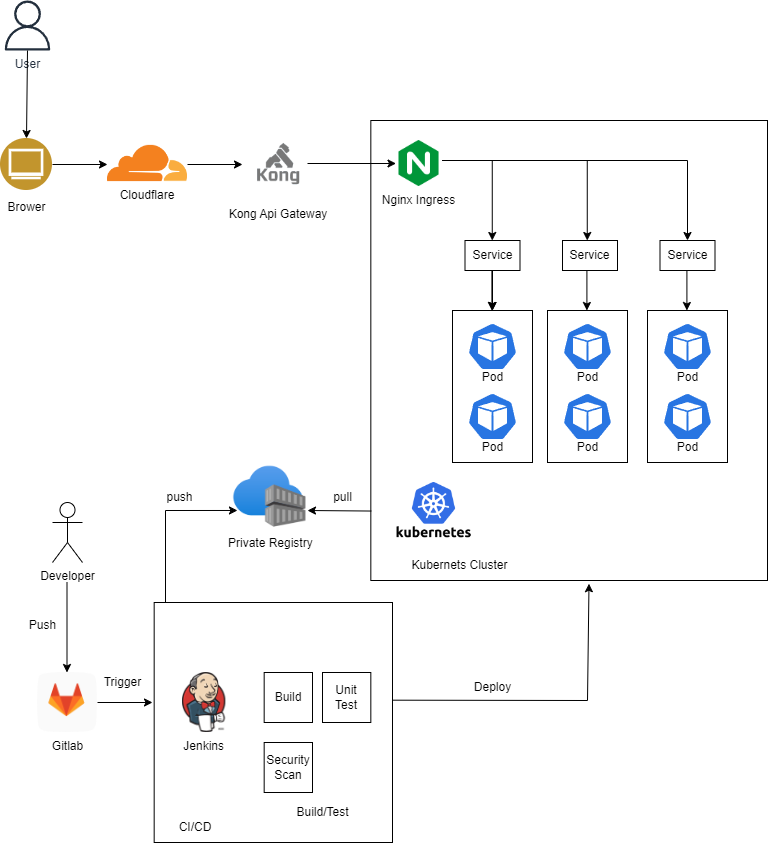 User
Brower
Cloudflare
Kong
Kong Api Gateway
Nginx Ingress
Service
Service
Service
Pod
Pod
Pod
Pod
Pod
Pod
push
pull
Private Registry
kubernetes
Kubernets Cluster
Developer
Push
Trigger
Gitlab
Jenkins
Build
Unit
Test
Security
Scan
Build/Test
CI/CD
Deploy